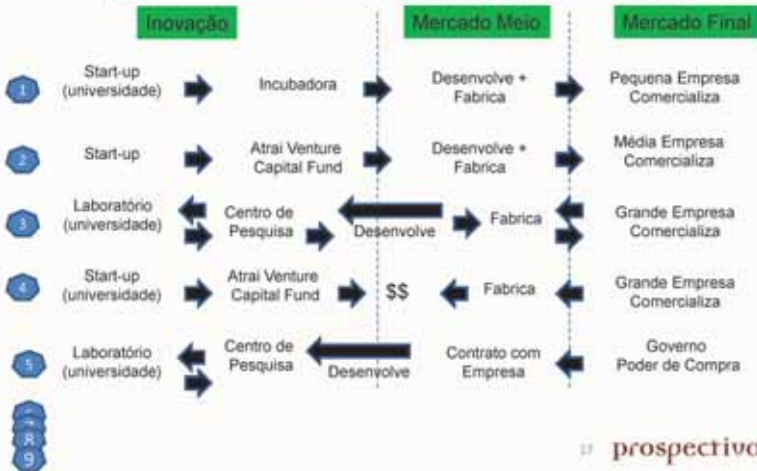 Inovação
Mercado Meio
Mercado Final
1
Start-up
(universidade)
Incubadora
Desenvolve +
Fabrica
Pequena Empresa
Comercializa
2
Start-up
Atrai Venture
Capital Fund
Desenvolve +
Fabrica
Média Empresa
Comercializa
3
Laboratório
(universidade)
Centro de
Pesquisa
Desenvolve
Fabrica
Grande Empresa
Comercializa
4
Start-up
(universidade)
Atrai Venture
Capital Fund
$$
Fabrica
Grande Empresa
Comercializa
5
Laboratório
(universidade)
Centro de
Pesquisa
Desenvolve
Contrato com
Empresa
Governo
Poder de Compra
8
9
17
prospectiva